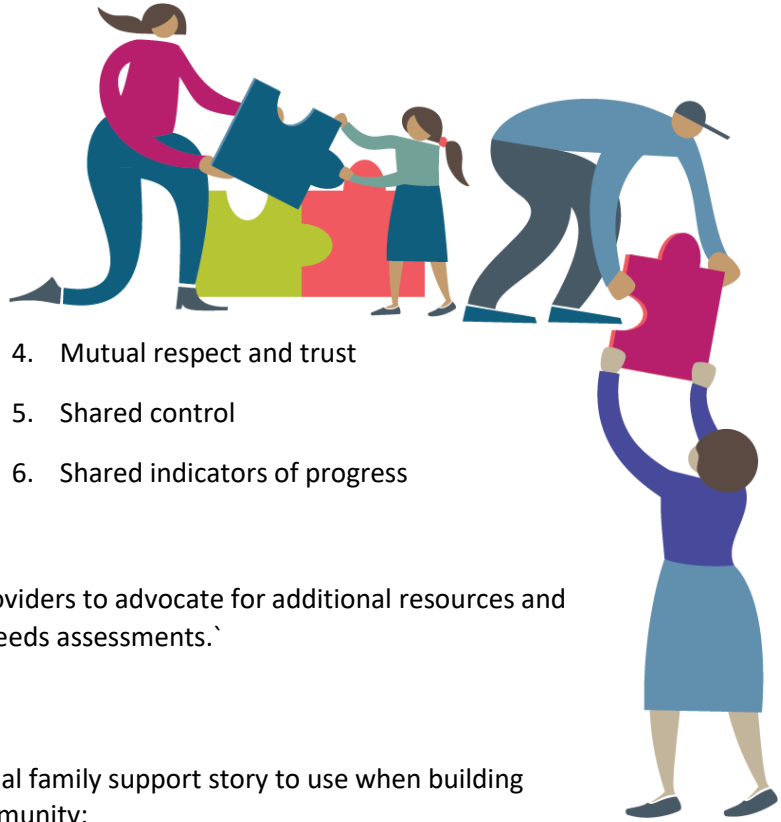 4. Mutual respect and trust
5. Shared control
6. Shared indicators of progress
oviders to advocate for additional resources and
eeds assessments.`
al family support story to use when building
munity: